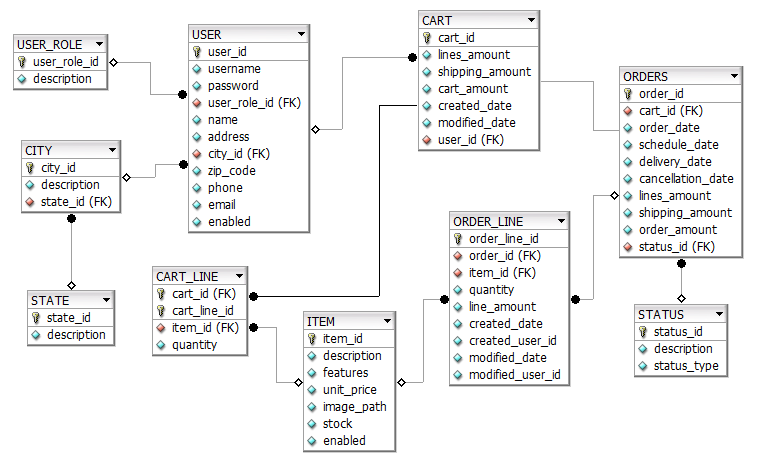 USER_ROLE
user_role_id
description
USER
user_id
username
password
user_role_id (FK)
name
address
city_id (FK)
zip_code
phone
email
enabled
CART
cart_id
lines_amount
shipping_amount
cart_amount
created_date
modified_date
user_id (FK)
ORDERS
order_id
cart_id (FK)
order_date
schedule_date
delivery_date
cancellation_date
lines_amount
shipping_amount
order_amount
status_id (FK)
CITY
city_id
description
state_id (FK)
STATE
state_id
description
CART_LINE
cart_id (FK)
cart_line_id
item_id (FK)
quantity
ITEM
item_id
description
features
unit_price
image_path
stock
enabled
ORDER_LINE
order_line_id
order_id (FK)
item_id (FK)
quantity
line_amount
created_date
created_user_id
modified_date
modified_user_id
STATUS
status_id
description
status_type